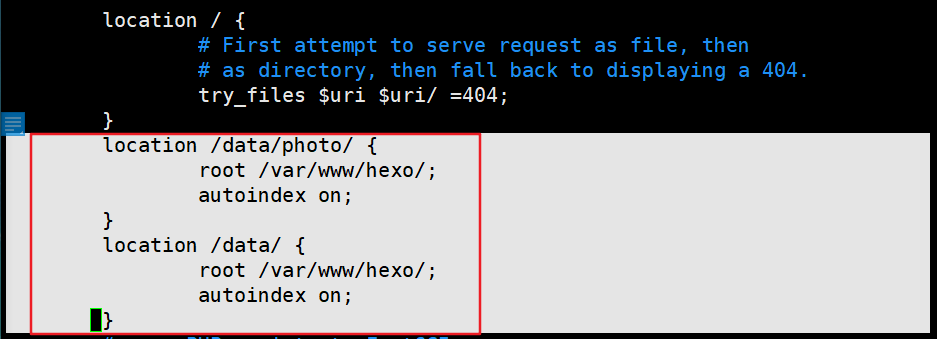 location / {
# First attempt to serve request as file, then
# as directory, then fall back to displaying a 404.
try_files $uri $uri/ =404;
}
location /data/photo/ {
root /var/www/hexo/;
autoindex on;
}
location /data/ {
root /var/www/hexo/;
autoindex on;
}